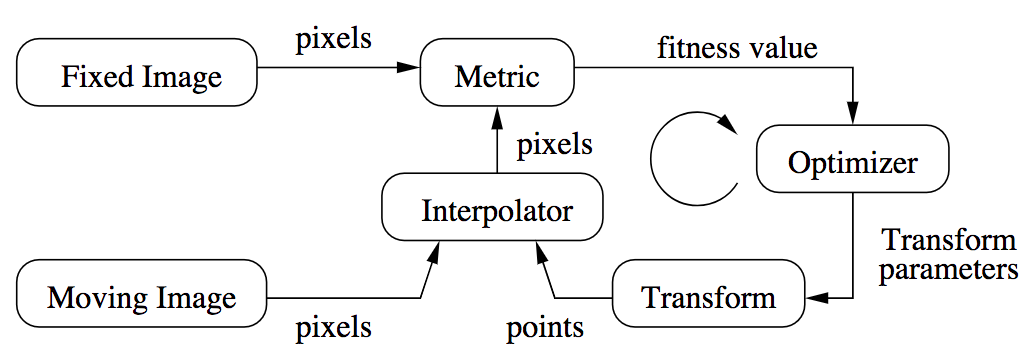 pixels
fitness value
Fixed Image
Metric
pixels
Optimizer
Interpolator
Transform
parameters
Moving Image
Transform
pixels
points